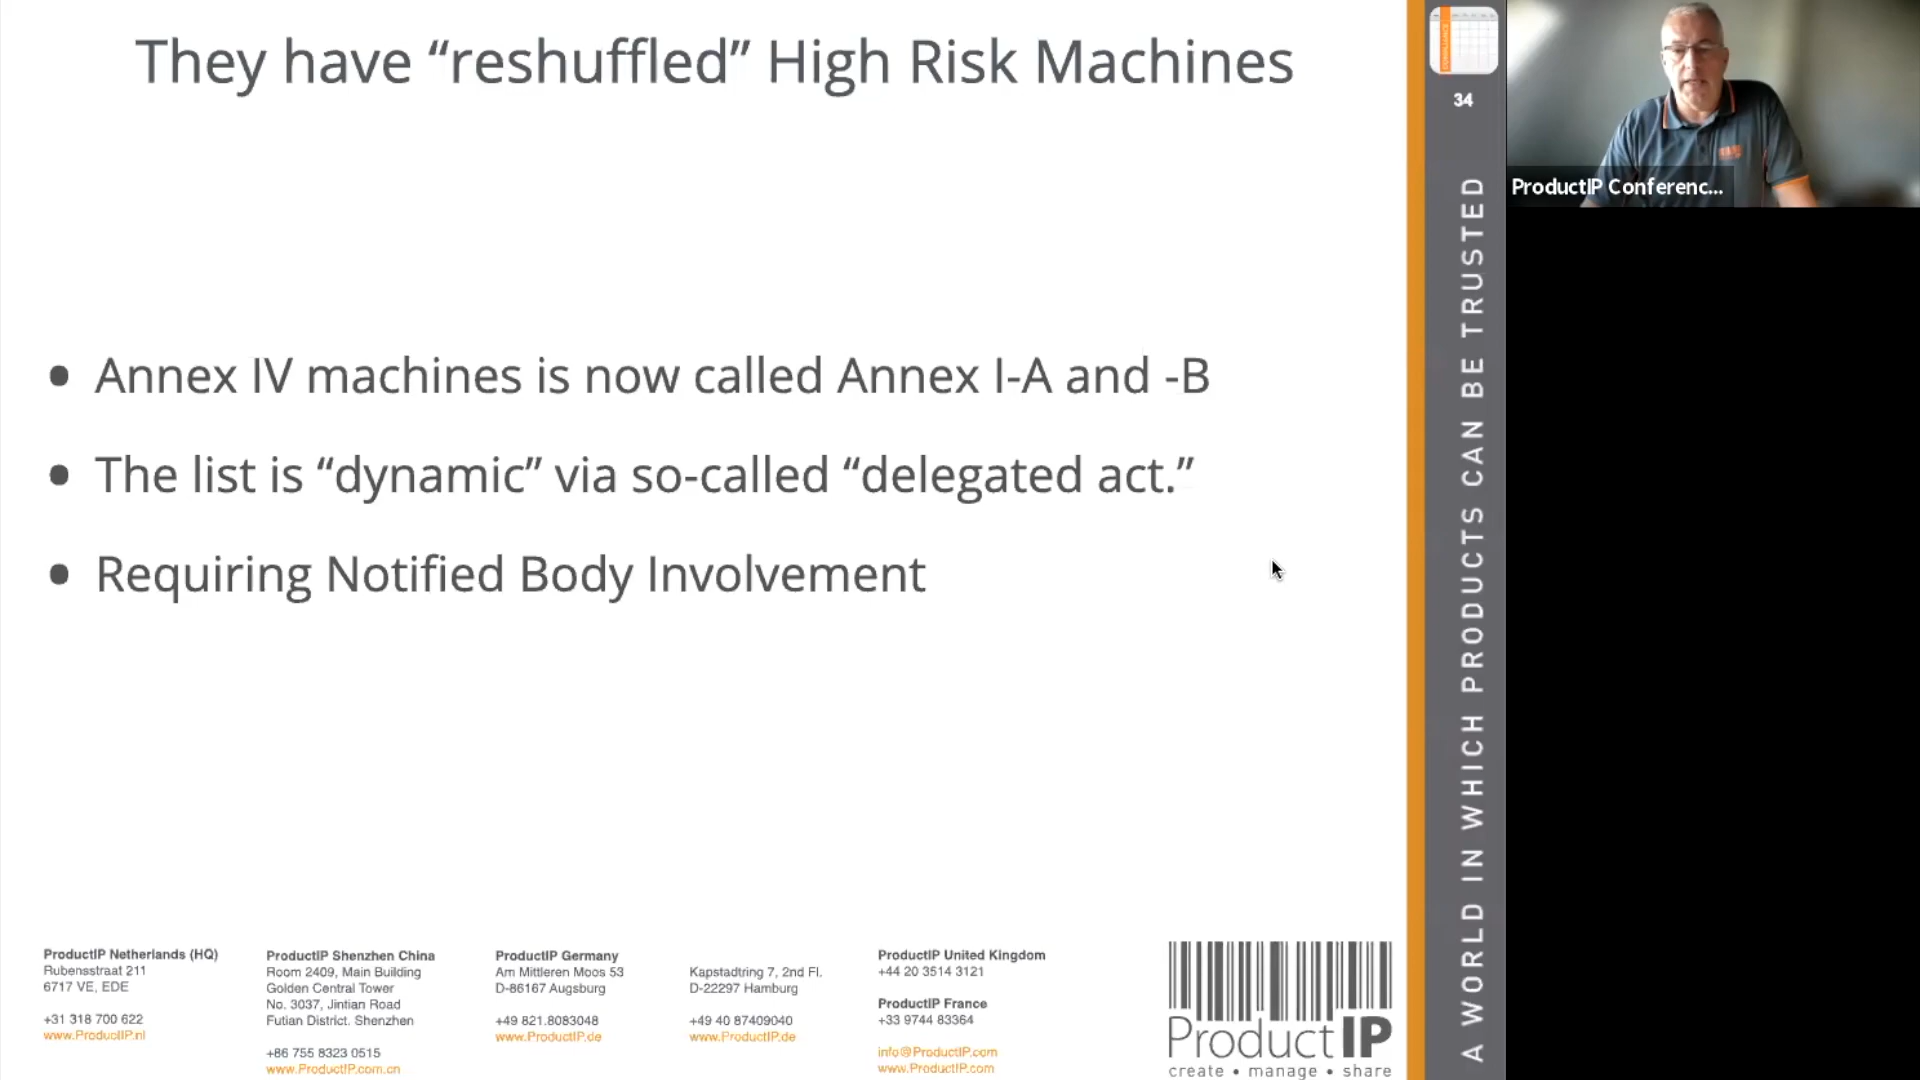 They have “reshuffled” High Risk Machines
• Annex IV machines is now called Annex I-A and -B
• The list is “dynamic” via so-called “delegated act.”
• Requiring Notified Body Involvement
ProductIP Netherlands (HQ)
Rubensstraat 211
6717 VE, EDE
+31 318 700 622
www.ProductIP.nl
ProductIP Shenzhen China
Room 2409, Main Building
Golden Central Tower
No. 3037, Jintian Road
Futian District. Shenzhen
+86 755 8323 0515
www.ProductIP.com.cn
ProductIP Germany
Am Mittleren Moos 53
D-86167 Augsburg
+49 821.8083048
www.ProductIP.de
Kapstadtring 7, 2nd Fl.
D-22297 Hamburg
+49 40 87409040
www.ProductIP.de
ProductIP United Kingdom
+44 20 3514 3121
ProductIP France
+33 9744 83364
info@ProductIP.com
www.ProductIP.com
ProductIP
create • manage • share
34
A WORLD IN WHICH PRODUCTS CAN BE TRUSTED
ProductIP Conferenc...